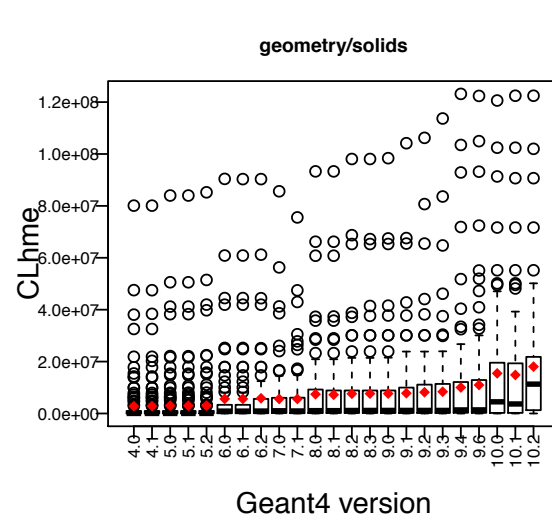 geometry/solids
1.2e+08
1.0e+08
8.0e+07
6.0e+07
4.0e+07
2.0e+07
0.0e+00
CLhme
4.0 4.1 5.0 5.1 5.2 6.0 6.1 6.2 7.0 7.1 8.0 8.1 8.2 8.3 9.0 9.1 9.2 9.3 9.4 9.6 10.0 10.1 10.2
Geant4 version